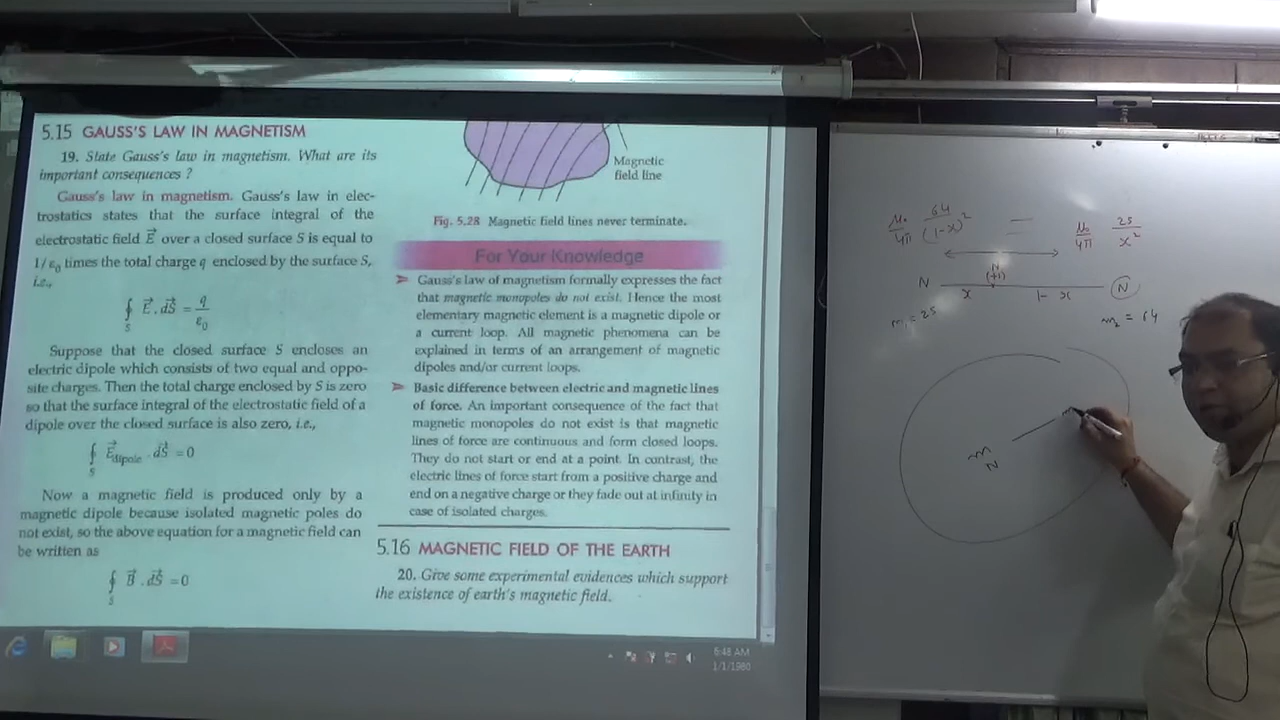 5.15 GAUSS'S LAW IN MAGNETISM
19. State Gauss's law in magnetism. What are its
important consequences ?
Gauss's law in magnetism. Gauss's law in elec-
trostatics states that the surface integral of the
electrostatic field E⃗ over a closed surface S is equal to
1/ε₀ times the total charge q enclosed by the surface S,
i.e.,
∮_S E⃗ . dS⃗ = q/ε₀
Suppose that the closed surface S encloses an
electric dipole which consists of two equal and oppo-
site charges. Then the total charge enclosed by S is zero
so that the surface integral of the electrostatic field of a
dipole over the closed surface is also zero, i.e.,
∮_S E⃗_dipole . dS⃗ = 0
Now a magnetic field is produced only by a
magnetic dipole because isolated magnetic poles do
not exist, so the above equation for a magnetic field can
be written as
∮_S B⃗ . dS⃗ = 0
Magnetic
field line
Fig. 5.28 Magnetic field lines never terminate.
For Your Knowledge
➤ Gauss's law of magnetism formally expresses the fact
that magnetic monopoles do not exist. Hence the most
elementary magnetic element is a magnetic dipole or
a current loop. All magnetic phenomena can be
explained in terms of an arrangement of magnetic
dipoles and/or current loops.
➤ Basic difference between electric and magnetic lines
of force. An important consequence of the fact that
magnetic monopoles do not exist is that magnetic
lines of force are continuous and form closed loops.
They do not start or end at a point. In contrast, the
electric lines of force start from a positive charge and
end on a negative charge or they fade out at infinity in
case of isolated charges.
5.16 MAGNETIC FIELD OF THE EARTH
20. Give some experimental evidences which support
the existence of earth's magnetic field.
6:48 AM
1/1/1980
μ₀/4π 64/(1-x)² = μ₀/4π 25/x²
N N (+1) N
x 1-x
m₁ = 25 m₂ = 64
m
N